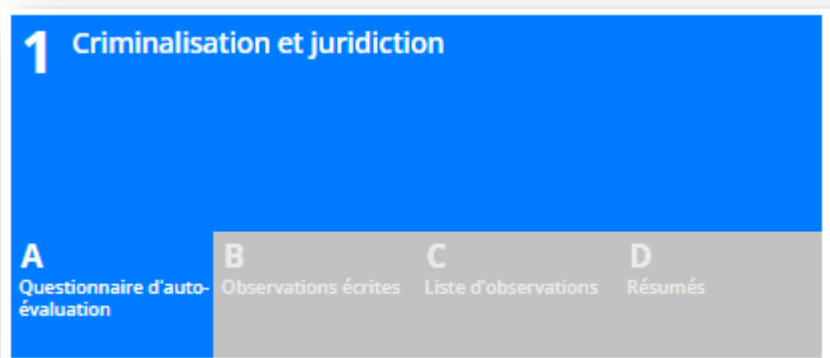 1 Criminalisation et juridiction
A
Questionnaire d'auto-
évaluation
B
Observations écrites
C
Liste d'observations
D
Résumés